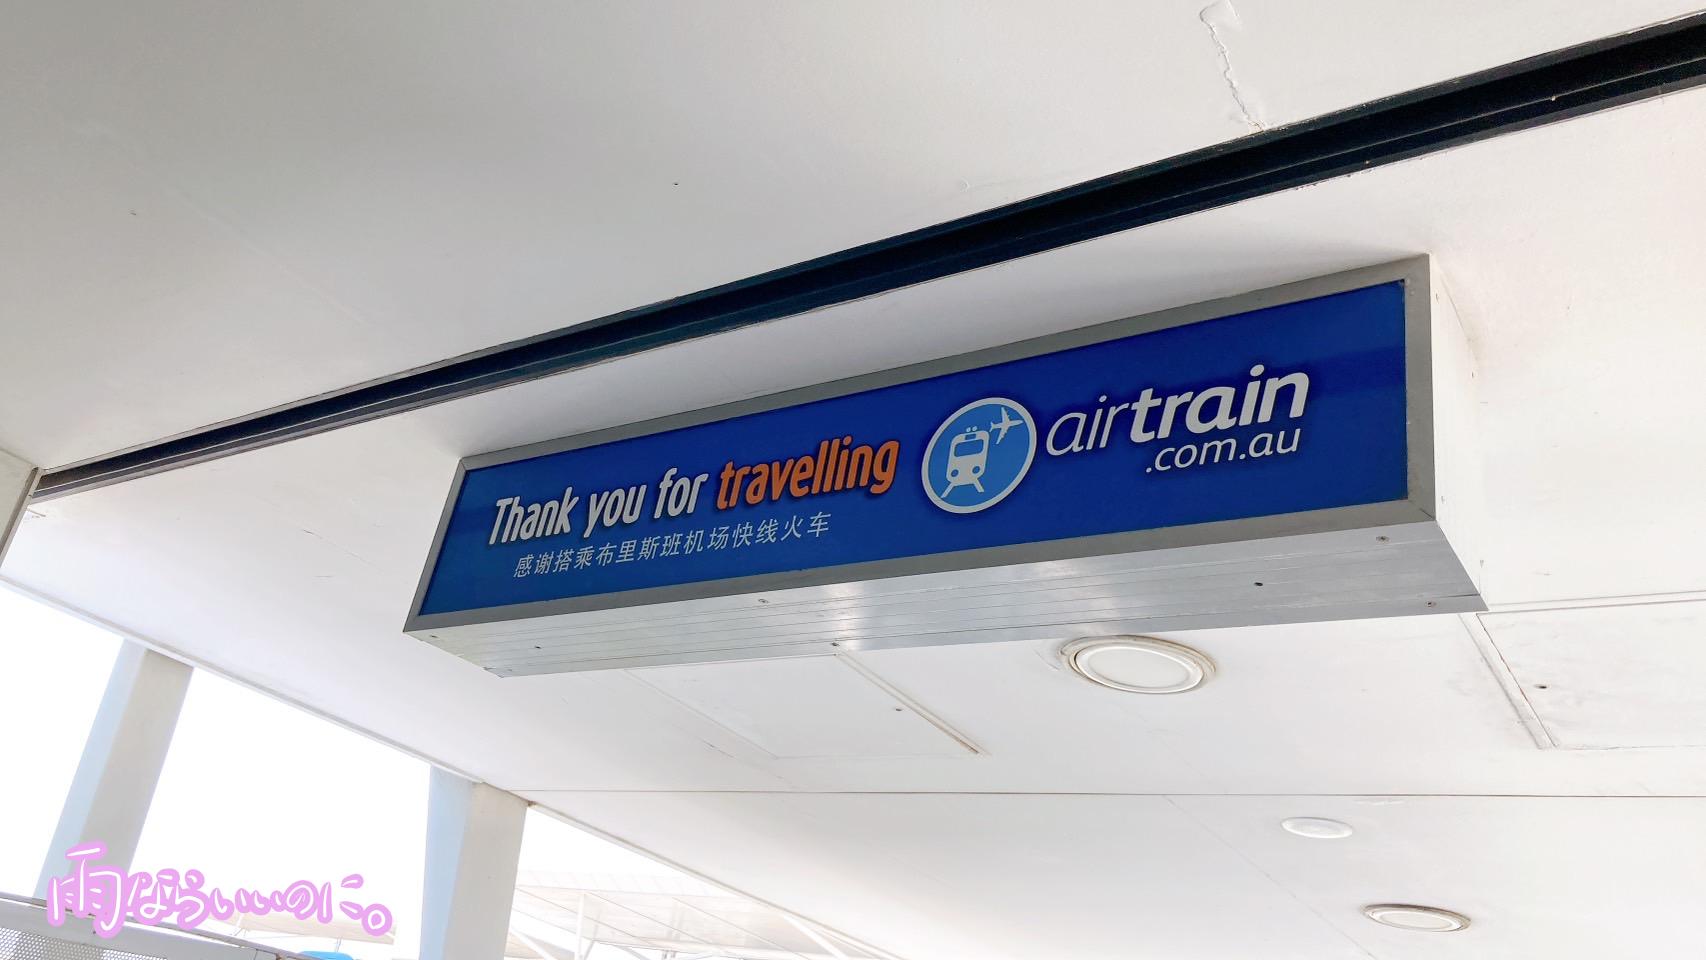 Thank you for travelling
感谢搭乘布里斯班机场快线火车
airtrain
.com.au
雨ならいいのに。